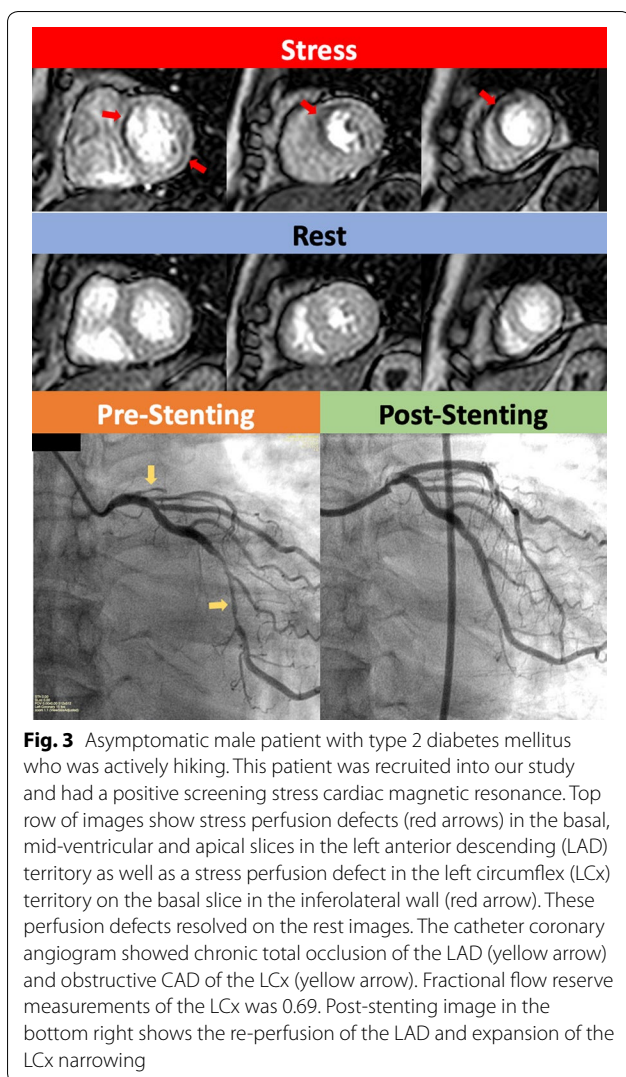 Stress
Rest
Pre-Stenting
Post-Stenting
Fig. 3 Asymptomatic male patient with type 2 diabetes mellitus
who was actively hiking. This patient was recruited into our study
and had a positive screening stress cardiac magnetic resonance. Top
row of images show stress perfusion defects (red arrows) in the basal,
mid-ventricular and apical slices in the left anterior descending (LAD)
territory as well as a stress perfusion defect in the left circumflex (LCx)
territory on the basal slice in the inferolateral wall (red arrow). These
perfusion defects resolved on the rest images. The catheter coronary
angiogram showed chronic total occlusion of the LAD (yellow arrow)
and obstructive CAD of the LCx (yellow arrow). Fractional flow reserve
measurements of the LCx was 0.69. Post-stenting image in the
bottom right shows the re-perfusion of the LAD and expansion of the
LCx narrowing